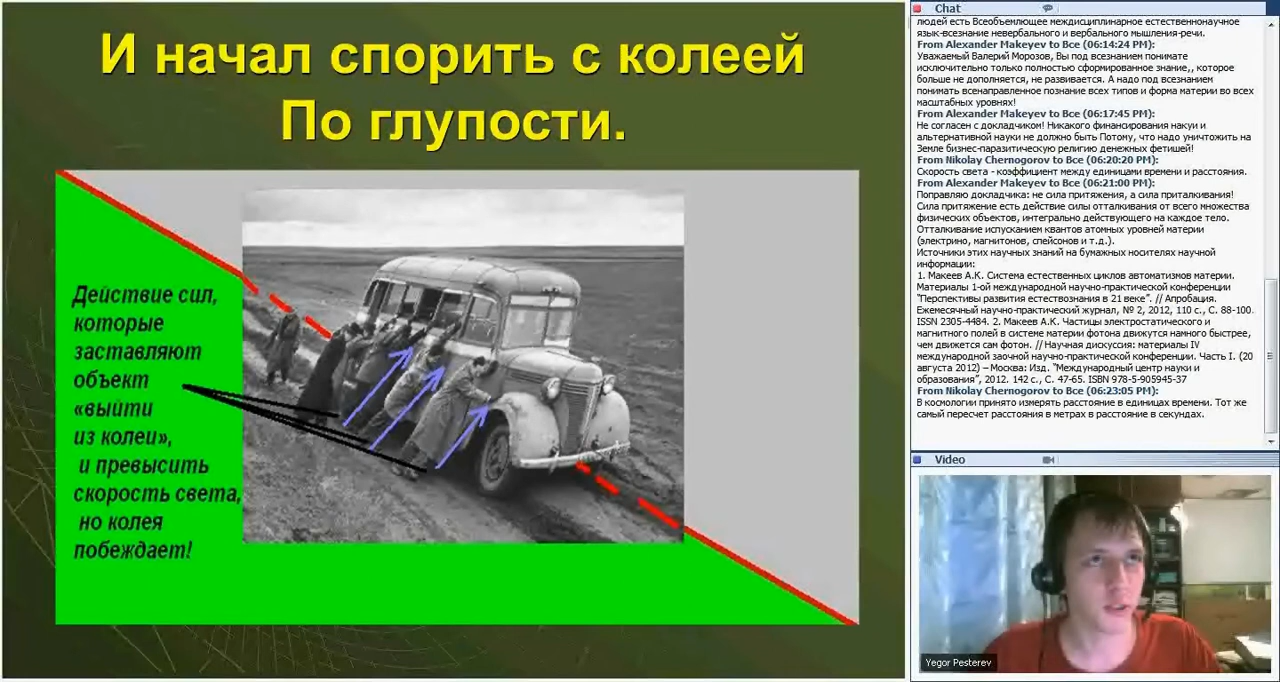 И начал спорить с колеей
По глупости.
Действие сил,
которые
заставляют
объект
«выйти
из колеи»,
и превысить
скорость света,
но колея
побеждает!
Chat
людей есть Всеобъемлющее междисциплинарное естественнонаучное
язык-всезнание невербального и вербального мышления-речи.
From Alexander Makeyev to Все (06:14:24 PM):
Уважаемый Валерий Морозов, Вы под всезнанием понимате
исключительно только полностью сформированное знание,, которое
больше не дополняется, не развивается. А надо под всезнанием
понимать всенаправленное познание всех типов и форма материи во всех
масштабных уровнях!
From Alexander Makeyev to Все (06:17:45 PM):
Не согласен с докладчиком! Никакого финансирования накуи и
альтернативной науки не должно быть Потому, что надо уничтожить на
Земле бизнес-паразитическую религию денежных фетишей!
From Nikolay Chernogorov to Все (06:20:20 PM):
Скорость света - коэффициент между единицами времени и расстояния.
From Alexander Makeyev to Все (06:21:00 PM):
Поправляю докладчика: не сила притяжения, а сила приталкивания!
Сила притяжение есть действие силы отталкивания от всего множества
физических объектов, интегрально действующего на каждое тело.
Отталкивание испусканием квантов атомных уровней материи
(электрино, магнитонов, спейсонов и т.д.).
Источники этих научных знаний на бумажных носителях научной
информации:
1. Макеев А.К. Система естественных циклов автоматизмов материи.
Материалы 1-ой международной научно-практической конференции
"Перспективы развития естествознания в 21 веке". // Апробация.
Ежемесячный научно-практический журнал, № 2, 2012, 110 с., С. 88-100.
ISSN 2305-4484. 2. Макеев А.К. Частицы электростатического и
магнитного полей в системе материи фотона движутся намного быстрее,
чем движется сам фотон. // Научная дискуссия: материалы IV
международной заочной научно-практической конференции. Часть I. (20
августа 2012) – Москва: Изд. "Международный центр науки и
образования", 2012. 142 с., С. 47-65. ISBN 978-5-905945-37
From Nikolay Chernogorov to Все (06:23:05 PM):
В космологии принято измерять расстояние в единицах времени. Тот же
самый пересчет расстояния в метрах в расстояние в секундах.
Video
Yegor Pesterev